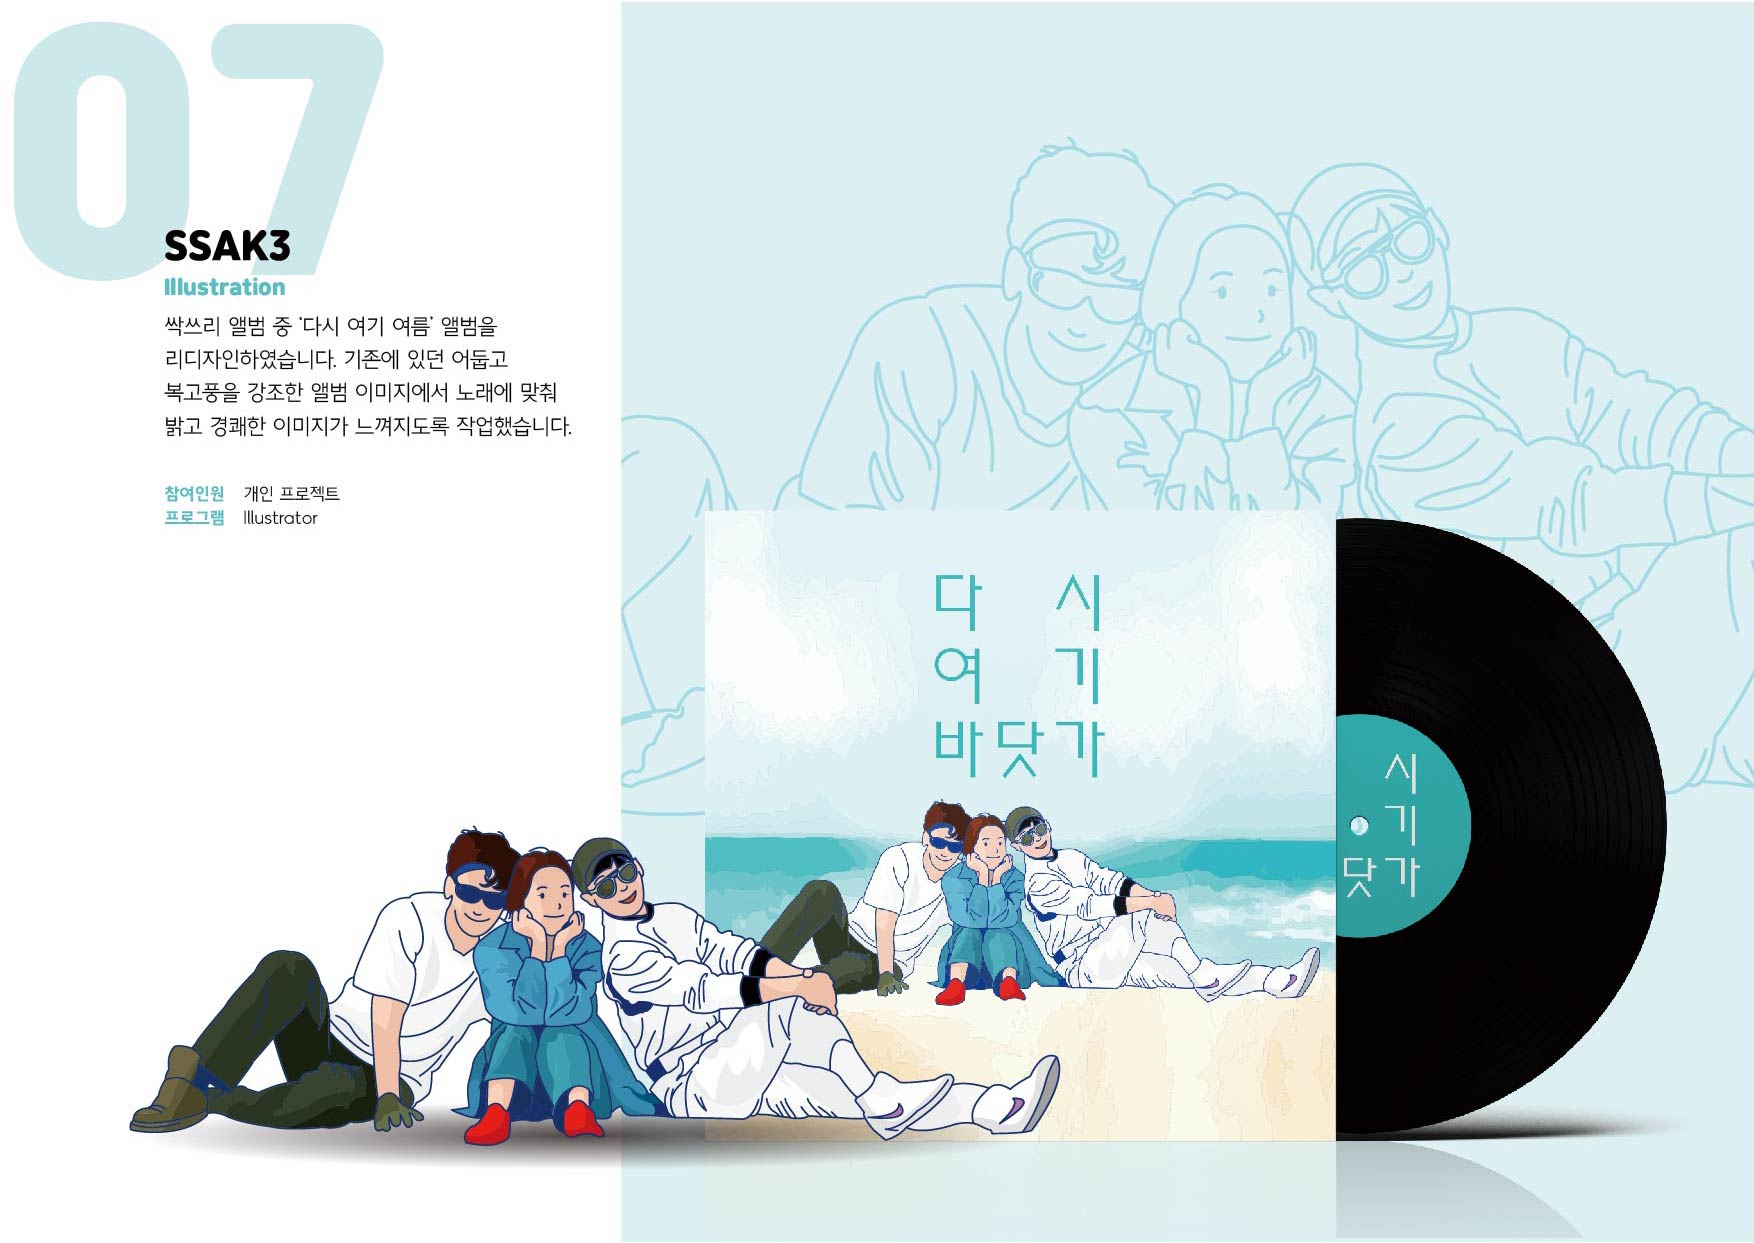 07
SSAK3
Illustration
싹쓰리 앨범 중 ‘다시 여기 여름’ 앨범을
리디자인하였습니다. 기존에 있던 어둡고
복고풍을 강조한 앨범 이미지에서 노래에 맞춰
밝고 경쾌한 이미지가 느껴지도록 작업했습니다.
참여인원 개인 프로젝트
프로그램 Illustrator
다 시
여 기
바닷가
시
기
닷가